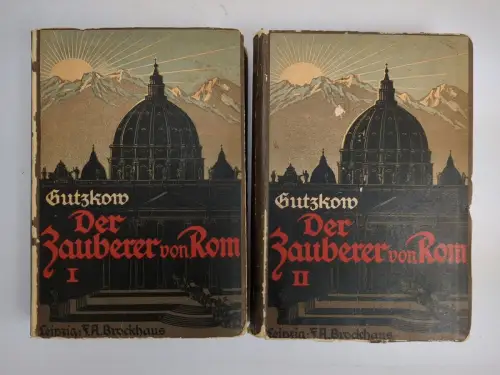 Gutzkow
Der
Zauberer von Rom
I
Leipzig: F.A. Brockhaus
Gutzkow
Der
Zauberer von Rom
II
Leipzig: F.A. Brockhaus